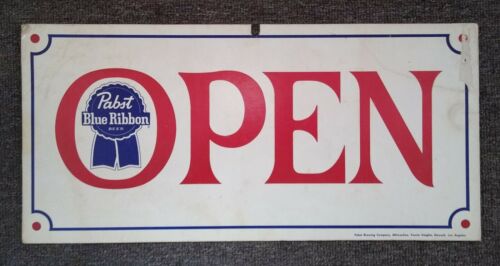 OPEN
Pabst
Blue Ribbon
BEER
Pabst Brewing Company, Milwaukee, Peoria Heights, Newark, Los Angeles